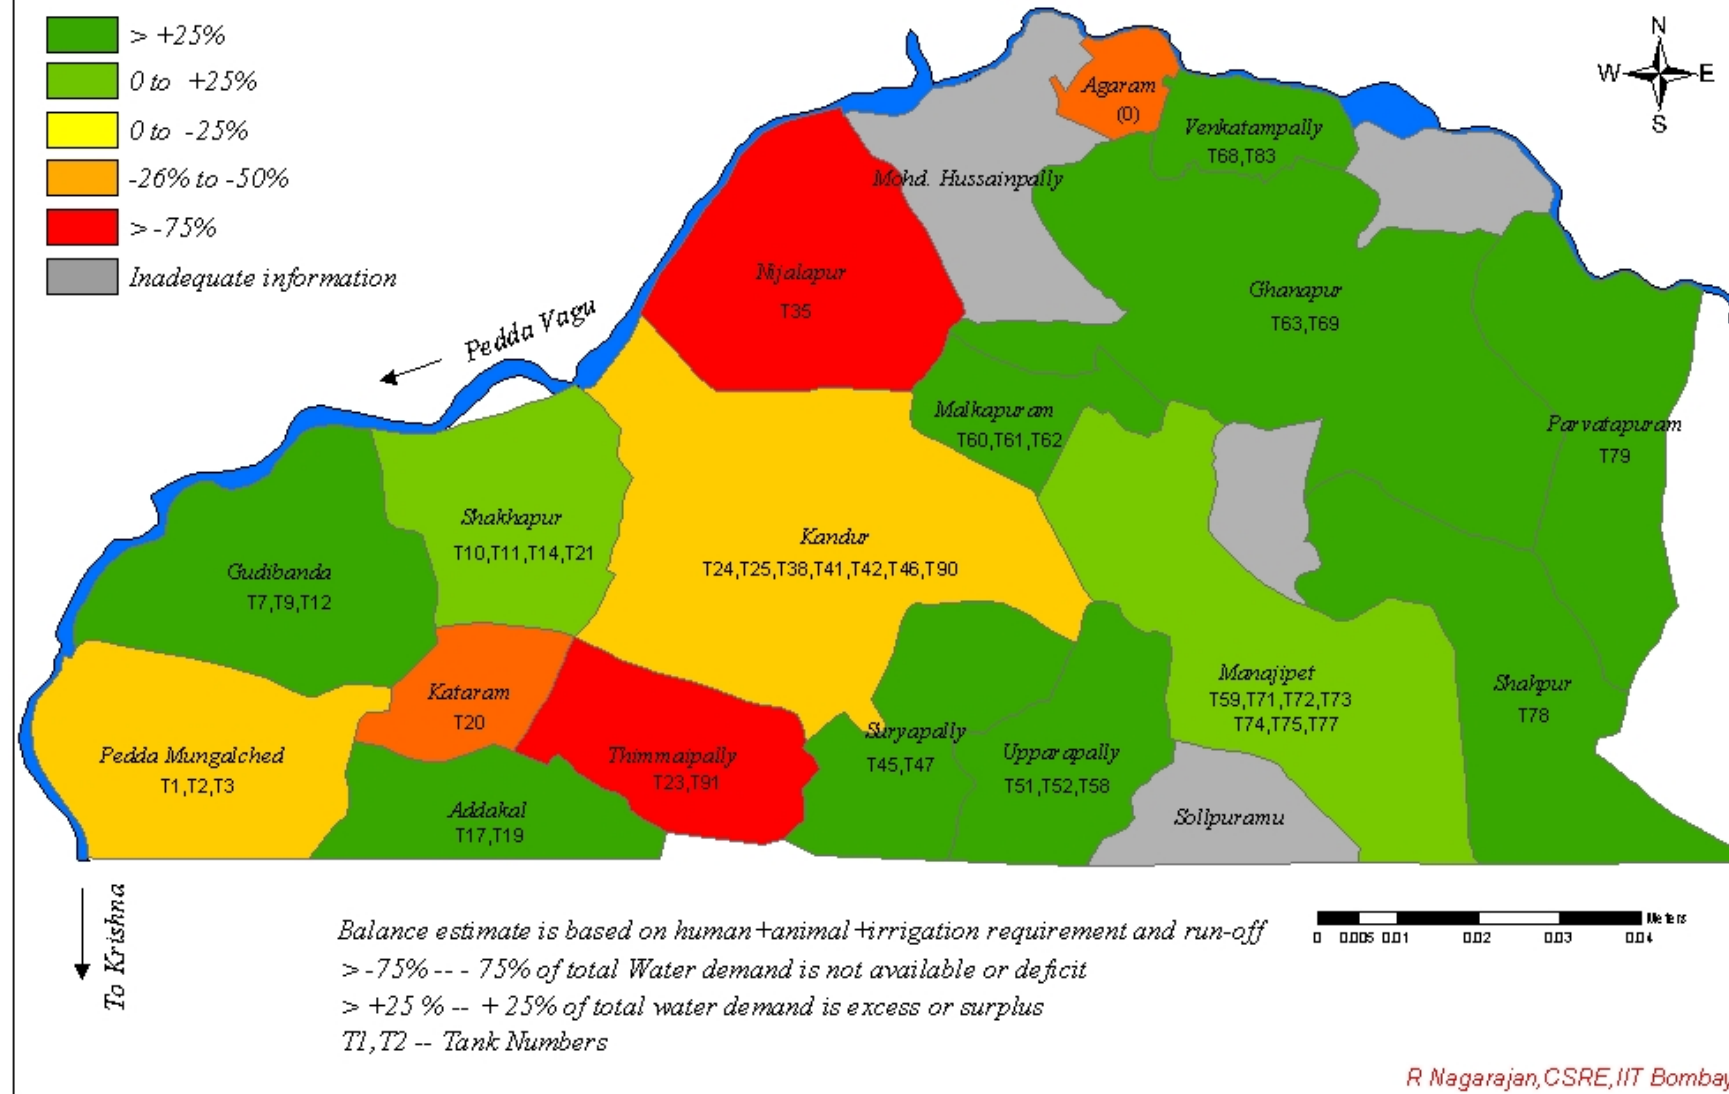 > +25%
0 to +25%
0 to -25%
-26% to -50%
> -75%
Inadequate information
N
W E
S
Agaram
(0)
Venkatampally
T68,T83
Mohd. Hussainpally
Nijalapur
T35
Ghanapur
T63,T69
Pedda Vagu
Malkapuram
T60,T61,T62
Parvatapuram
T79
Shakhapur
T10,T11,T14,T21
Kandur
T24,T25,T38,T41,T42,T46,T90
Gudibanda
T7,T9,T12
Kataram
T20
Manajipet
T59,T71,T72,T73
T74,T75,T77
Shahpur
T78
Pedda Mungalched
T1,T2,T3
Thimmaipally
T23,T91
Suryapally
T45,T47
Upparapally
T51,T52,T58
Addakal
T17,T19
Sollpuramu
To Krishna
Balance estimate is based on human+animal+irrigation requirement and run-off
> -75% -- - 75% of total Water demand is not available or deficit
> +25 % -- + 25% of total water demand is excess or surplus
T1,T2 -- Tank Numbers
Meters
0 0.005 0.01 0.02 0.03 0.04
R Nagarajan,CSRE,IIT Bombay